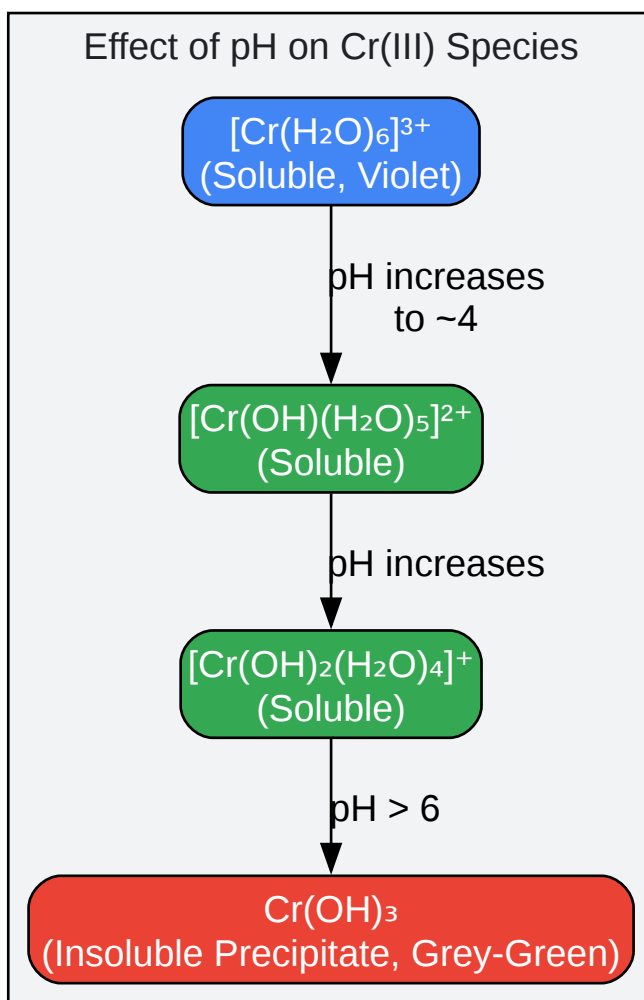 Effect of pH on Cr(III) Species
[Cr(H₂O)₆]³⁺
(Soluble, Violet)
pH increases
to ~4
[Cr(OH)(H₂O)₅]²⁺
(Soluble)
pH increases
[Cr(OH)₂(H₂O)₄]⁺
(Soluble)
pH > 6
Cr(OH)₃
(Insoluble Precipitate, Grey-Green)